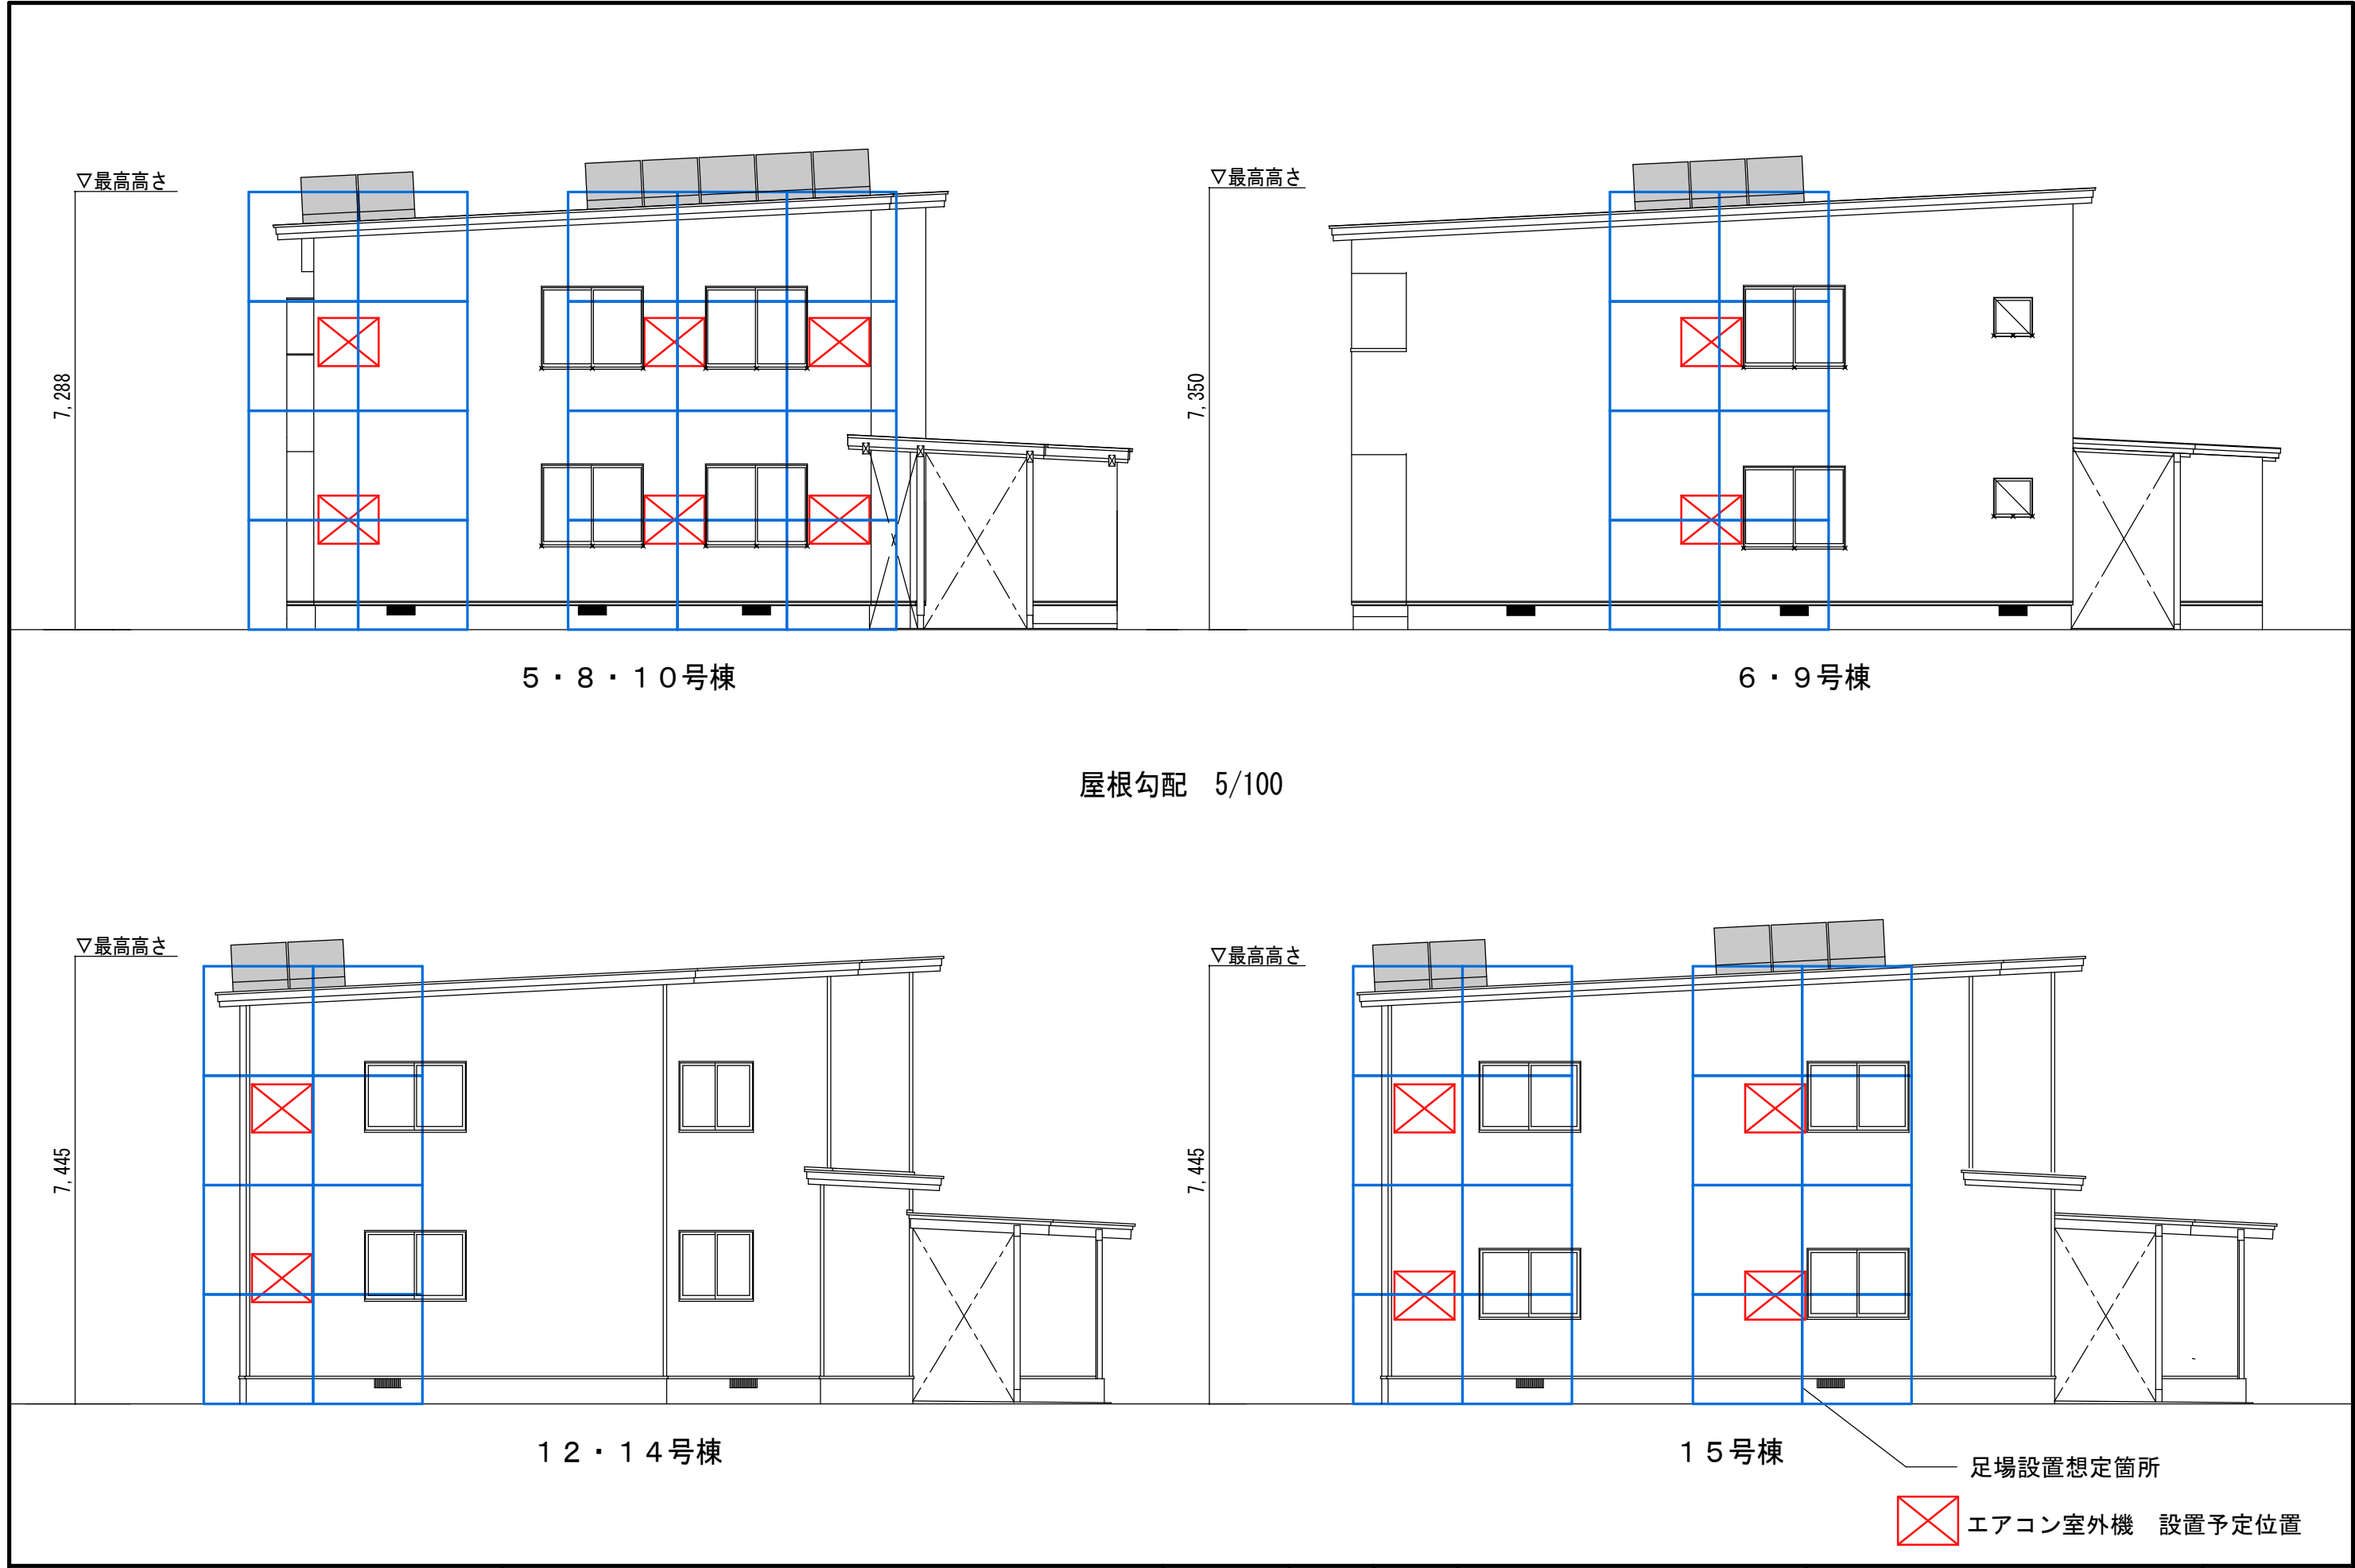 ▽最高高さ
7,288
5・8・10号棟
▽最高高さ
7,350
6・9号棟
屋根勾配　5/100
▽最高高さ
7,445
12・14号棟
▽最高高さ
7,445
15号棟
足場設置想定箇所
エアコン室外機　設置予定位置